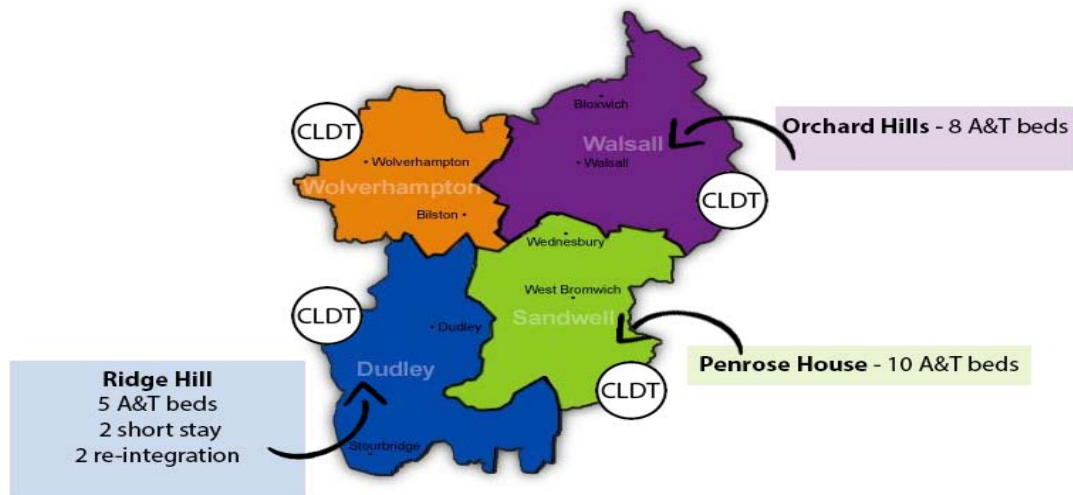 Bloxwich
Walsall
Walsall
Orchard Hills - 8 A&T beds
CLDT
Wolverhampton
Wolverhampton
Bilston
CLDT
Wednesbury
West Bromwich
Sandwell
CLDT
Dudley
Dudley
Penrose House - 10 A&T beds
CLDT
Ridge Hill
5 A&T beds
2 short stay
2 re-integration
Stourbridge